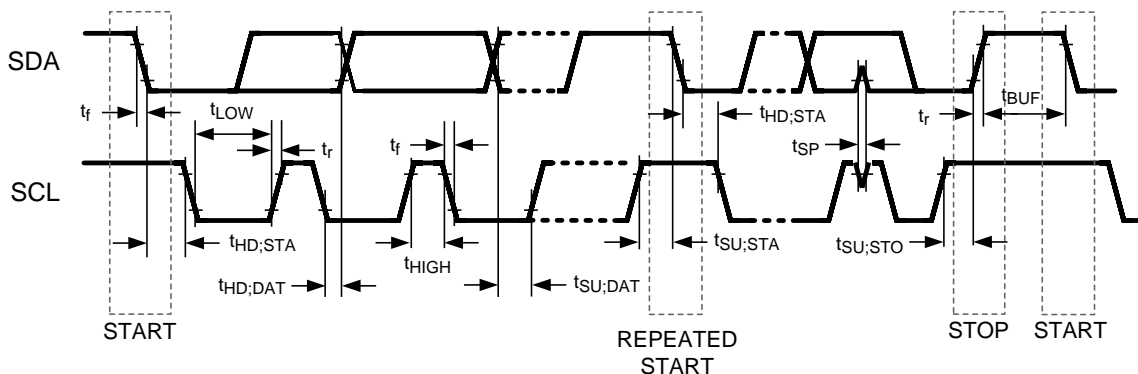 SDA
t_f
t_LOW
t_r
t_f
t_HD;STA
t_SP
t_r
t_BUF
SCL
t_HD;STA
t_HD;DAT
t_HIGH
t_SU;DAT
t_SU;STA
t_SU;STO
START
REPEATED
START
STOP
START